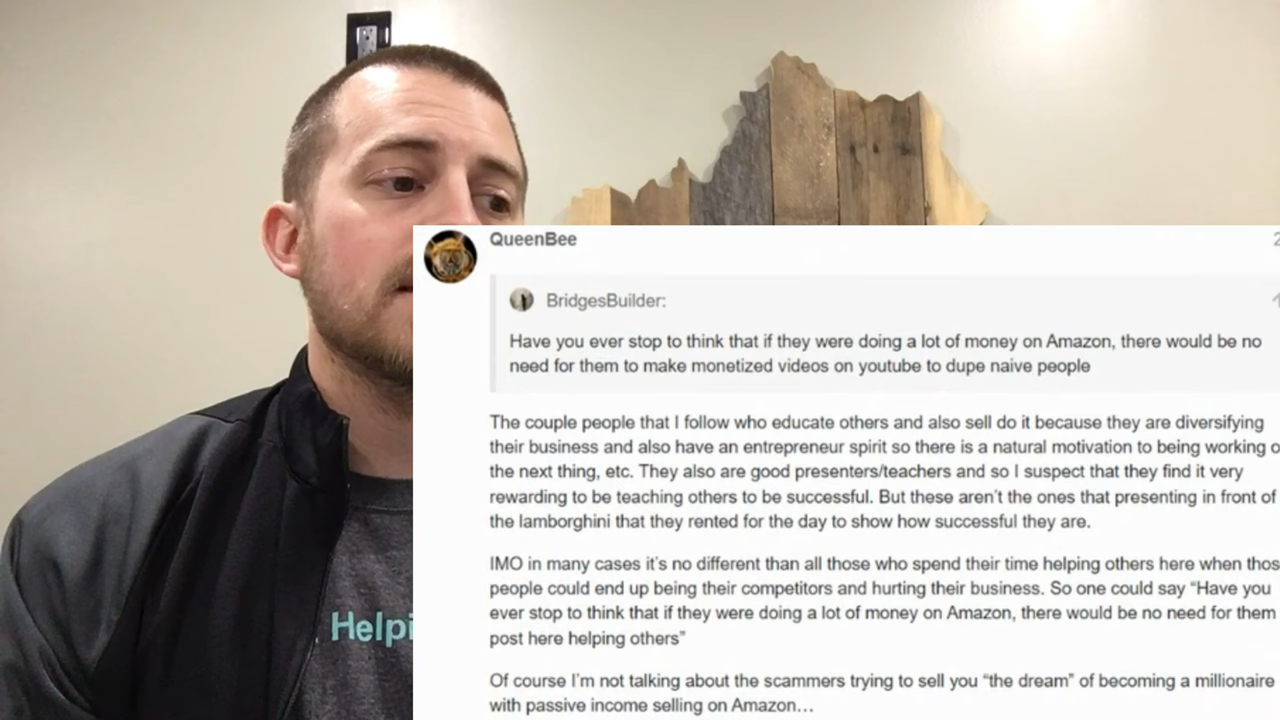 QueenBee
BridgesBuilder:
Have you ever stop to think that if they were doing a lot of money on Amazon, there would be no
need for them to make monetized videos on youtube to dupe naive people
The couple people that I follow who educate others and also sell do it because they are diversifying
their business and also have an entrepreneur spirit so there is a natural motivation to being working
the next thing, etc. They also are good presenters/teachers and so I suspect that they find it very
rewarding to be teaching others to be successful. But these aren't the ones that presenting in front of
the lamborghini that they rented for the day to show how successful they are.
IMO in many cases it's no different than all those who spend their time helping others here when thos
people could end up being their competitors and hurting their business. So one could say “Have you
ever stop to think that if they were doing a lot of money on Amazon, there would be no need for them
post here helping others”
Of course I'm not talking about the scammers trying to sell you “the dream” of becoming a millionaire
with passive income selling on Amazon…
Helpi